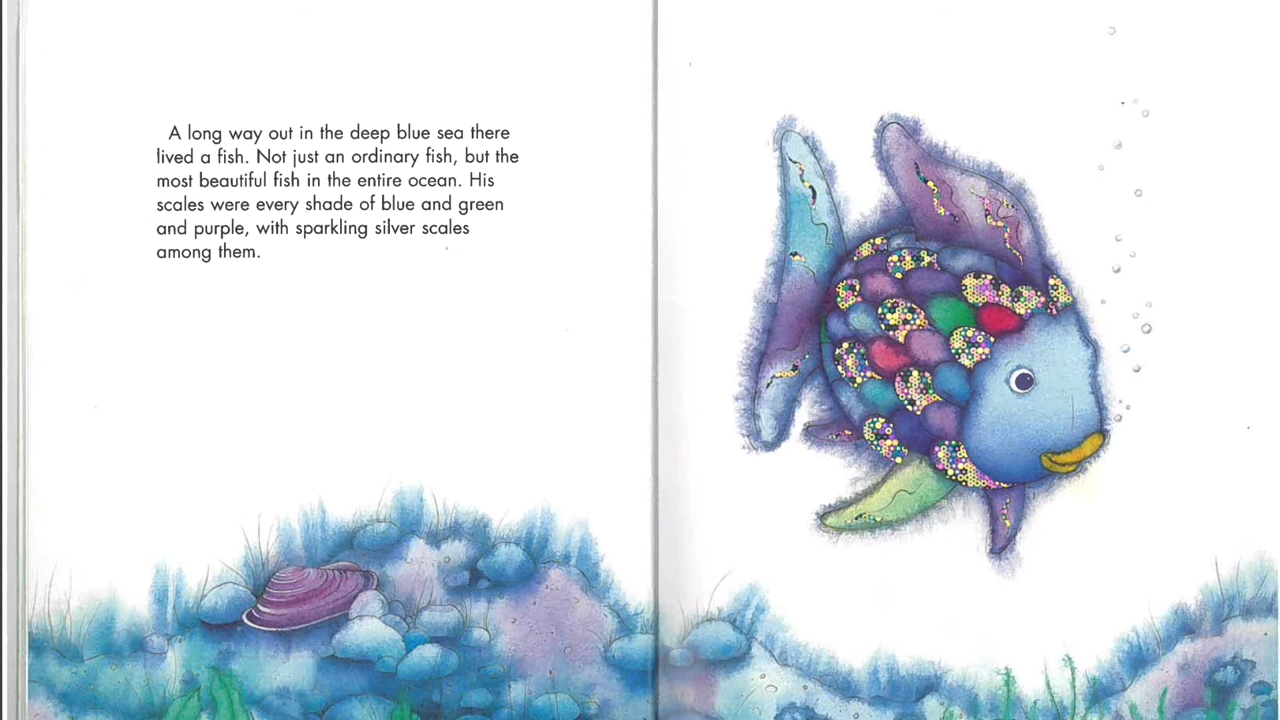 A long way out in the deep blue sea there
lived a fish. Not just an ordinary fish, but the
most beautiful fish in the entire ocean. His
scales were every shade of blue and green
and purple, with sparkling silver scales
among them.